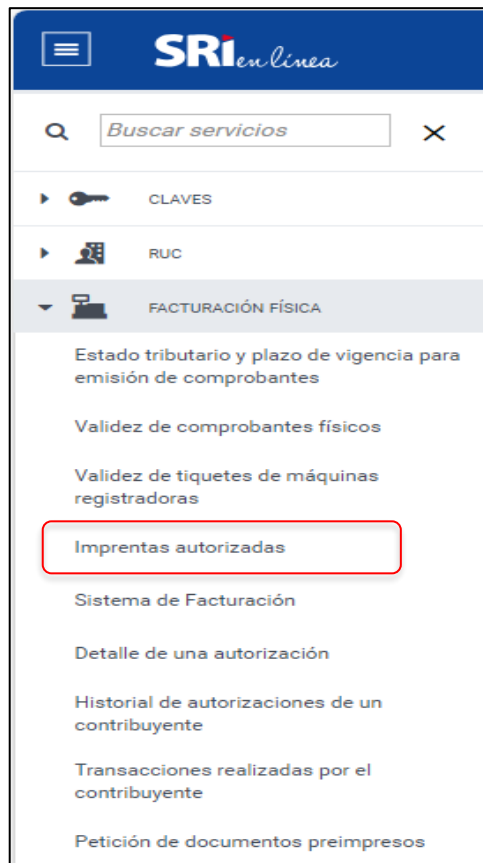 SRi en línea
Buscar servicios
CLAVES
RUC
FACTURACIÓN FÍSICA
Estado tributario y plazo de vigencia para
emisión de comprobantes
Validez de comprobantes físicos
Validez de tiquetes de máquinas
registradoras
Imprentas autorizadas
Sistema de Facturación
Detalle de una autorización
Historial de autorizaciones de un
contribuyente
Transacciones realizadas por el
contribuyente
Petición de documentos preimpresos